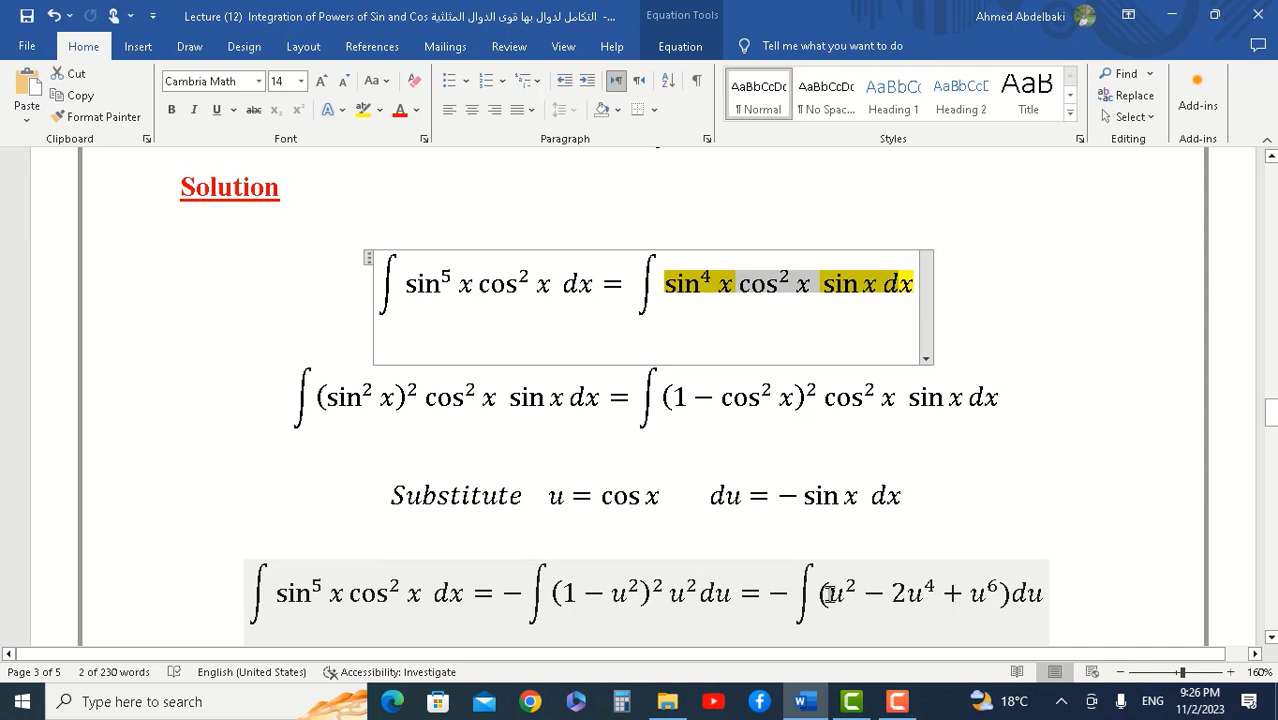 Lecture (12) Integration of Powers of Sin and Cos التكامل لدوال بها قوى الدوال المثلثية -... Equation Tools Ahmed Abdelbaki
File Home Insert Draw Design Layout References Mailings Review View Help Equation Tell me what you want to do
Paste Cut Copy Format Painter
Clipboard
Cambria Math 14 Aa
B I U abc x₂ x² A A
Font
Paragraph
AaBbCcDc ¶ Normal
AaBbCcDc ¶ No Spac...
AaBbCc Heading 1
AaBbCcD Heading 2
AaB Title
Styles
Find
Replace
Select
Editing
Add-ins
Add-ins
Solution
∫ sin⁵ x cos² x dx = ∫ sin⁴ x cos² x sin x dx
∫ (sin² x)² cos² x sin x dx = ∫ (1 − cos² x)² cos² x sin x dx
Substitute u = cos x du = − sin x dx
∫ sin⁵ x cos² x dx = − ∫ (1 − u²)² u² du = − ∫ (u² − 2u⁴ + u⁶)du
Page 3 of 5 2 of 230 words English (United States) Accessibility: Investigate 160%
Type here to search 18°C ENG 9:26 PM 11/2/2023